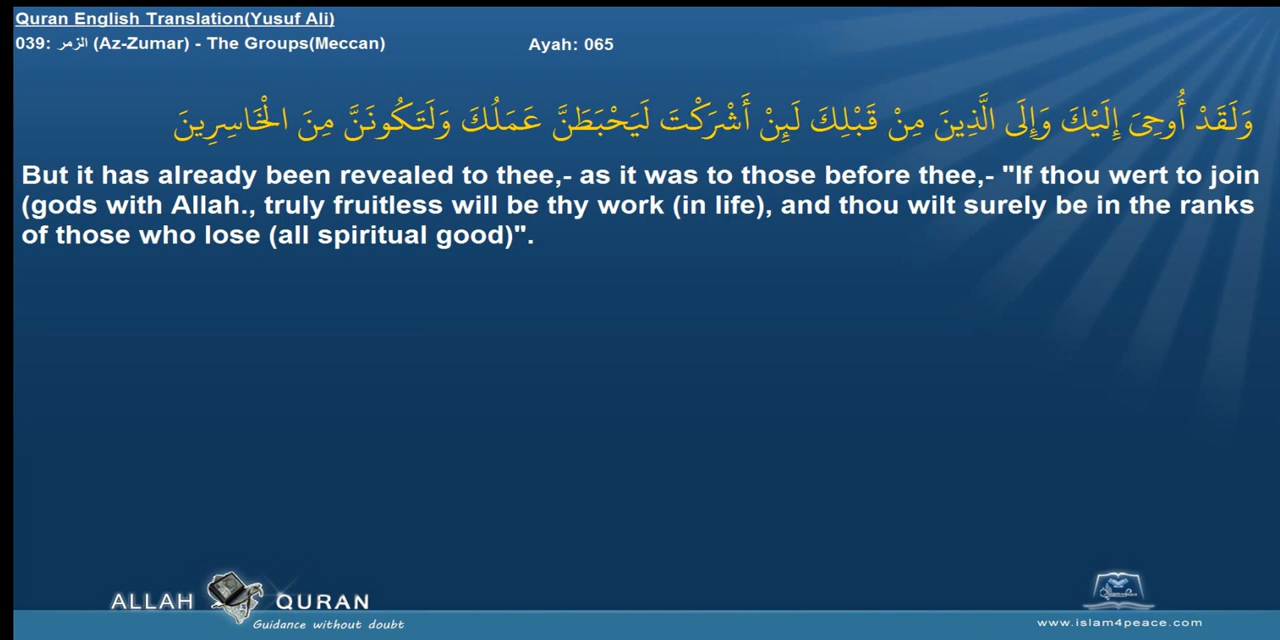 Quran English Translation(Yusuf Ali)
039: الزمر (Az-Zumar) - The Groups(Meccan) Ayah: 065
وَلَقَدْ أُوحِيَ إِلَيْكَ وَإِلَى الَّذِينَ مِنْ قَبْلِكَ لَئِنْ أَشْرَكْتَ لَيَحْبَطَنَّ عَمَلُكَ وَلَتَكُونَنَّ مِنَ الْخَاسِرِينَ
But it has already been revealed to thee,- as it was to those before thee,- "If thou wert to join
(gods with Allah., truly fruitless will be thy work (in life), and thou wilt surely be in the ranks
of those who lose (all spiritual good)".
ALLAH QURAN
Guidance without doubt
www.islam4peace.com